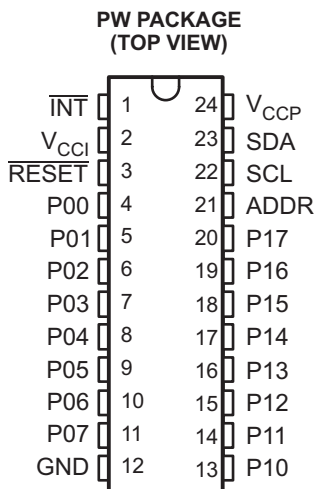 PW PACKAGE
(TOP VIEW)
INT 1 24 VCCP
VCCI 2 23 SDA
RESET 3 22 SCL
P00 4 21 ADDR
P01 5 20 P17
P02 6 19 P16
P03 7 18 P15
P04 8 17 P14
P05 9 16 P13
P06 10 15 P12
P07 11 14 P11
GND 12 13 P10